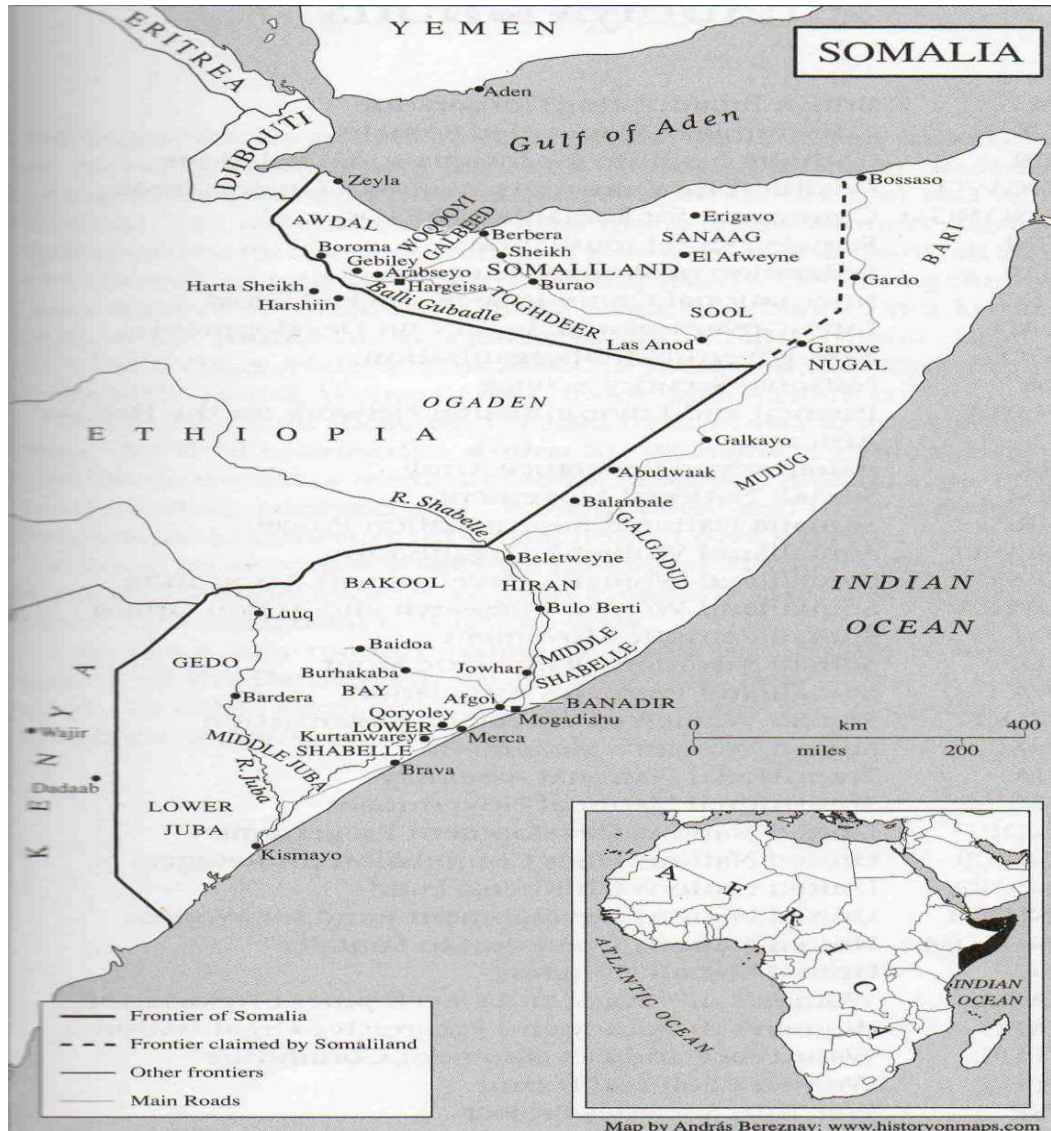 SOMALIA
YEMEN
ERITREA
Aden
DJIBOUTI
Gulf of Aden
Zeyla
Bossaso
AWDAL
WOOOYI
GALBEED
Erigavo
Berbera
SANAAG
BARI
Boroma
Sheikh
El Afweyne
Gebiley
Arabseyo
SOMALILAND
Gardo
Harta Sheikh
Hargeisa
Burao
Harshiin
Balli Gubadle
TOGHDEER
SOOL
Las Anod
Garowe
NUGAL
OGADEN
ETHIOPIA
Galkayo
Abudwaak
MUDUG
Balanbale
R. Shabelle
GALGADUD
Beletweyne
BAKOOL
HIRAN
INDIAN
OCEAN
Luuq
Bulo Berti
Baidoa
GEDO
MIDDLE
SHABELLE
Burhakaba
Jowhar
BAY
Bardera
Afgoi
BANADIR
Mogadishu
Qoryoley
LOWER
SHABELLE
Kurtanwarey
Merca
KENYA
Wajir
MIDDLE JUBA
R. Juba
Brava
Dadaab
LOWER
JUBA
Kismayo
0 km 400
0 miles 200
AFRICA
ATLANTIC OCEAN
INDIAN
OCEAN
Frontier of Somalia
Frontier claimed by Somaliland
Other frontiers
Main Roads
Map by András Bereznay: www.historyonmaps.com